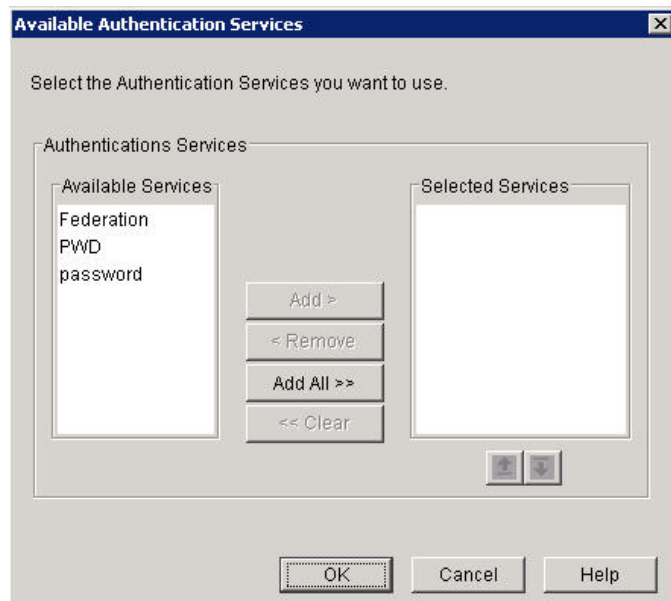 Available Authentication Services
Select the Authentication Services you want to use.
Authentications Services
Available Services
Selected Services
Federation
PWD
password
Add >
< Remove
Add All >>
<< Clear
OK
Cancel
Help